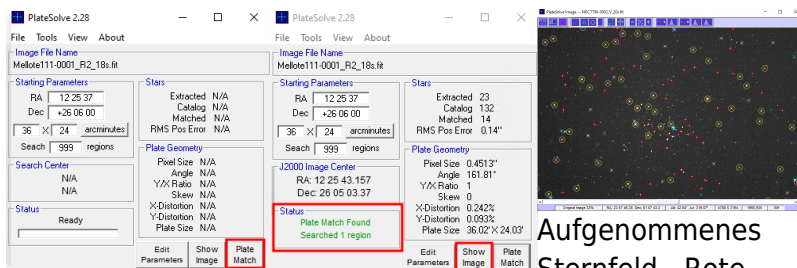 PlateSolve 2.28
File Tools View About
Image File Name
Mellote111-0001_R2_18s.fit
Starting Parameters
RA 12 25 37
Dec +26 06 00
36 X 24 arcminutes
Seach 999 regions
Search Center
N/A
N/A
Status
Ready
Stars
Extracted N/A
Catalog N/A
Matched N/A
RMS Pos Error N/A
Plate Geometry
Pixel Size N/A
Angle N/A
Y/X Ratio N/A
Skew N/A
X-Distortion N/A
Y-Distortion N/A
Plate Size N/A
Edit Parameters
Show Image
Plate Match
PlateSolve 2.28
File Tools View About
Image File Name
Mellote111-0001_R2_18s.fit
Starting Parameters
RA 12 25 37
Dec +26 06 00
36 X 24 arcminutes
Seach 999 regions
J2000 Image Center
RA: 12 25 43.157
Dec: 26 05 03.37
Status
Plate Match Found
Searched 1 region
Stars
Extracted 23
Catalog 132
Matched 14
RMS Pos Error 0.14"
Plate Geometry
Pixel Size 0.4513"
Angle 161.81°
Y/X Ratio 1
Skew 0
X-Distortion 0.242%
Y-Distortion 0.093%
Plate Size 36.02' X 24.03'
Edit Parameters
Show Image
Plate Match
Aufgenommenes
Sternfeld. Rote